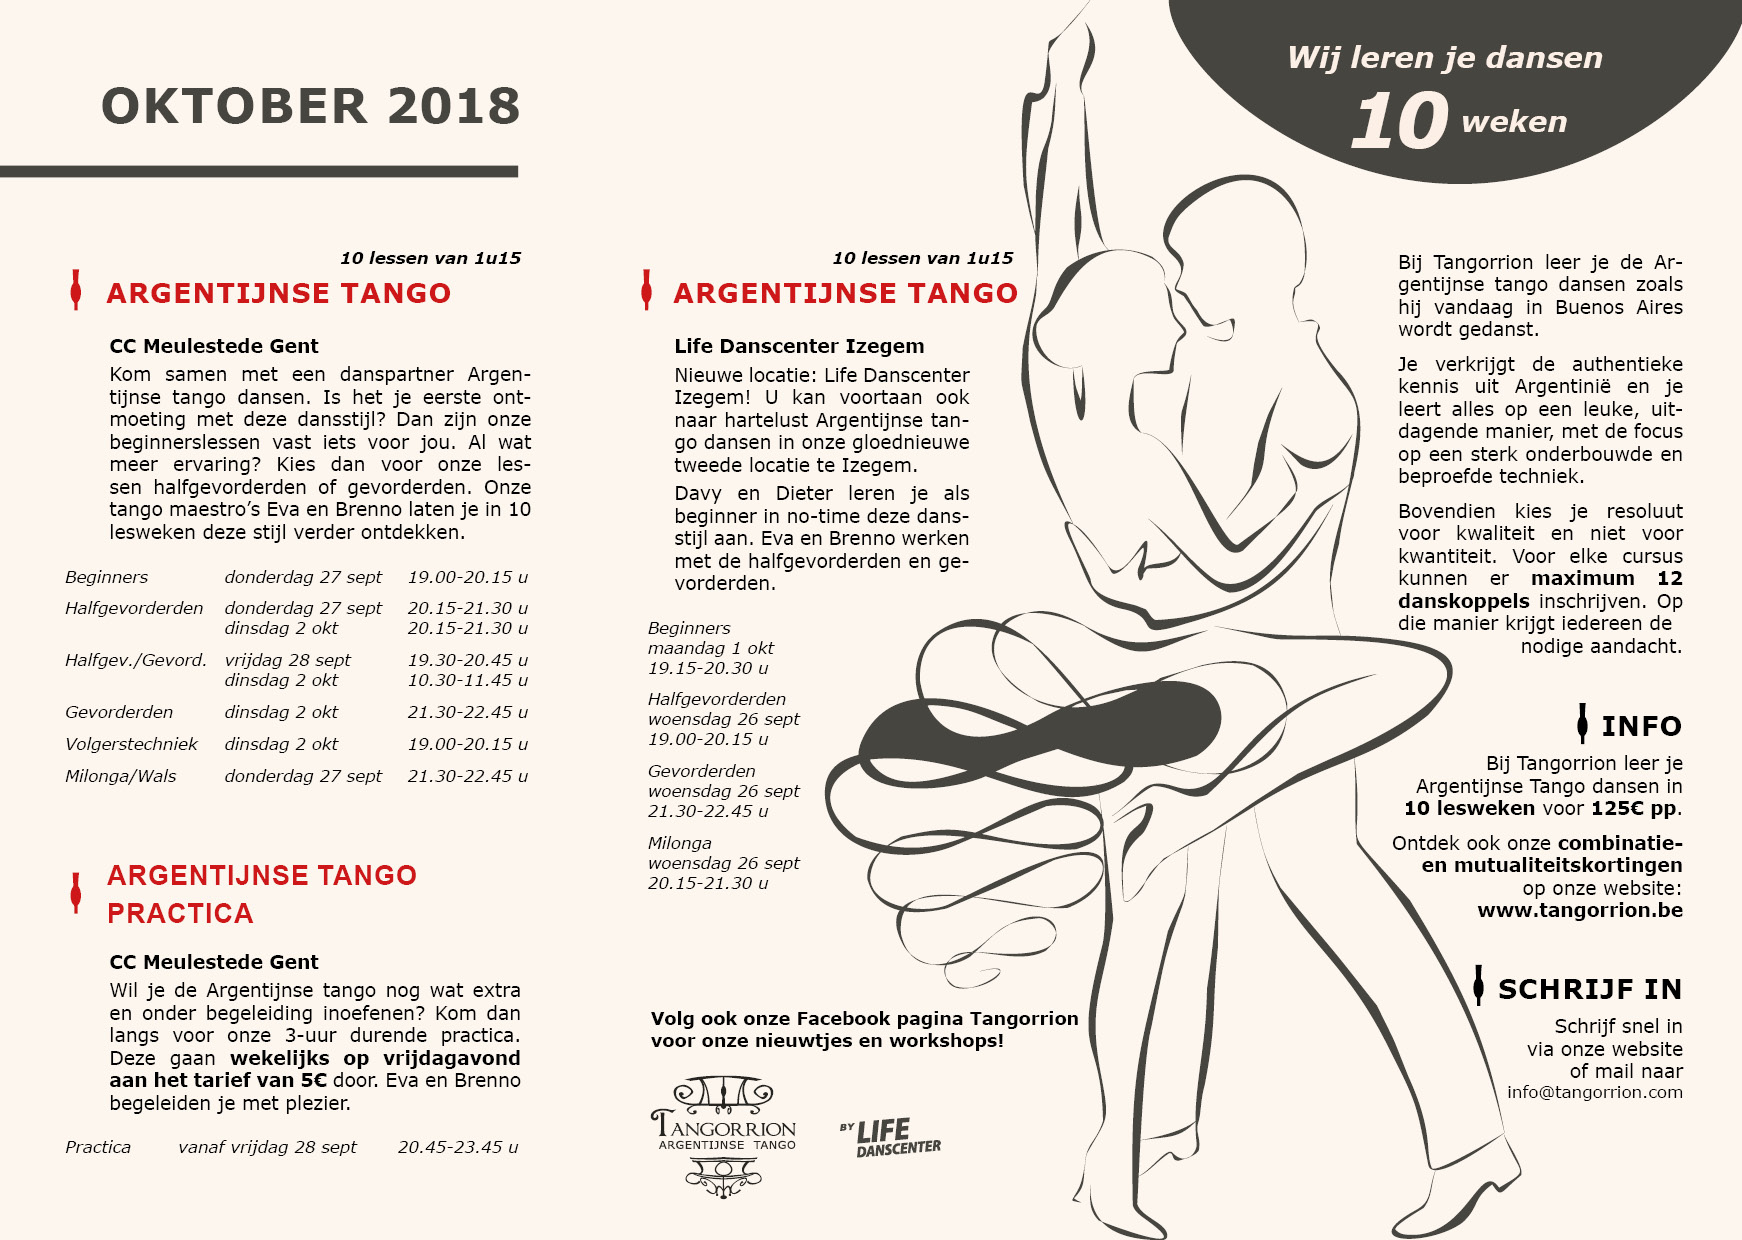 OKTOBER 2018
10 lessen van 1u15
ARGENTIJNSE TANGO
CC Meulestede Gent
Kom samen met een danspartner Argen-
tijnse tango dansen. Is het je eerste ont-
moeting met deze dansstijl? Dan zijn onze
beginnerslessen vast iets voor jou. Al wat
meer ervaring? Kies dan voor onze les-
sen halfgevorderden of gevorderden. Onze
tango maestro’s Eva en Brenno laten je in 10
lesweken deze stijl verder ontdekken.
Beginners donderdag 27 sept 19.00-20.15 u
Halfgevorderden donderdag 27 sept 20.15-21.30 u
dinsdag 2 okt 20.15-21.30 u
Halfgev./Gevord. vrijdag 28 sept 19.30-20.45 u
dinsdag 2 okt 10.30-11.45 u
Gevorderden dinsdag 2 okt 21.30-22.45 u
Volgerstechniek dinsdag 2 okt 19.00-20.15 u
Milonga/Wals donderdag 27 sept 21.30-22.45 u
ARGENTIJNSE TANGO
PRACTICA
CC Meulestede Gent
Wil je de Argentijnse tango nog wat extra
en onder begeleiding inoefenen? Kom dan
langs voor onze 3-uur durende practica.
Deze gaan wekelijks op vrijdagavond
aan het tarief van 5€ door. Eva en Brenno
begeleiden je met plezier.
Practica vanaf vrijdag 28 sept 20.45-23.45 u
10 lessen van 1u15
ARGENTIJNSE TANGO
Life Danscenter Izegem
Nieuwe locatie: Life Danscenter
Izegem! U kan voortaan ook
naar hartelust Argentijnse tan-
go dansen in onze gloednieuwe
tweede locatie te Izegem.
Davy en Dieter leren je als
beginner in no-time deze dans-
stijl aan. Eva en Brenno werken
met de halfgevorderden en ge-
vorderden.
Beginners
maandag 1 okt
19.15-20.30 u
Halfgevorderden
woensdag 26 sept
19.00-20.15 u
Gevorderden
woensdag 26 sept
21.30-22.45 u
Milonga
woensdag 26 sept
20.15-21.30 u
Volg ook onze Facebook pagina Tangorrion
voor onze nieuwtjes en workshops!
TANGORRION
ARGENTIJNSE TANGO
BY LIFE
DANSCENTER
Wij leren je dansen
10 weken
Bij Tangorrion leer je de Ar-
gentijnse tango dansen zoals
hij vandaag in Buenos Aires
wordt gedanst.
Je verkrijgt de authentieke
kennis uit Argentinië en je
leert alles op een leuke, uit-
dagende manier, met de focus
op een sterk onderbouwde en
beproefde techniek.
Bovendien kies je resoluut
voor kwaliteit en niet voor
kwantiteit. Voor elke cursus
kunnen er maximum 12
danskoppels inschrijven. Op
die manier krijgt iedereen de
nodige aandacht.
INFO
Bij Tangorrion leer je
Argentijnse Tango dansen in
10 lesweken voor 125€ pp.
Ontdek ook onze combinatie-
en mutualiteitskortingen
op onze website:
www.tangorrion.be
SCHRIJF IN
Schrijf snel in
via onze website
of mail naar
info@tangorrion.com